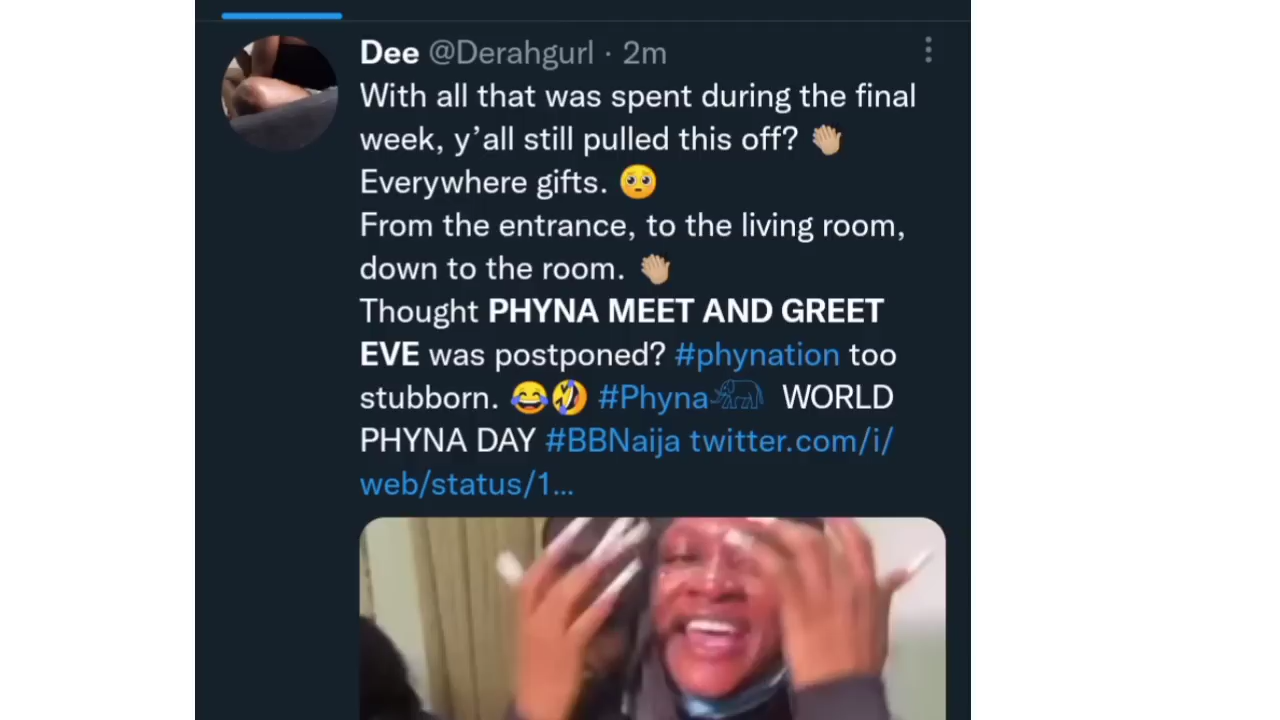 Dee @Derahgurl · 2m
With all that was spent during the final
week, y’all still pulled this off? 👏🏼
Everywhere gifts. 🥺
From the entrance, to the living room,
down to the room. 👏🏼
Thought PHYNA MEET AND GREET
EVE was postponed? #phynation too
stubborn. 😂🤣 #Phyna WORLD
PHYNA DAY #BBNaija twitter.com/i/
web/status/1...